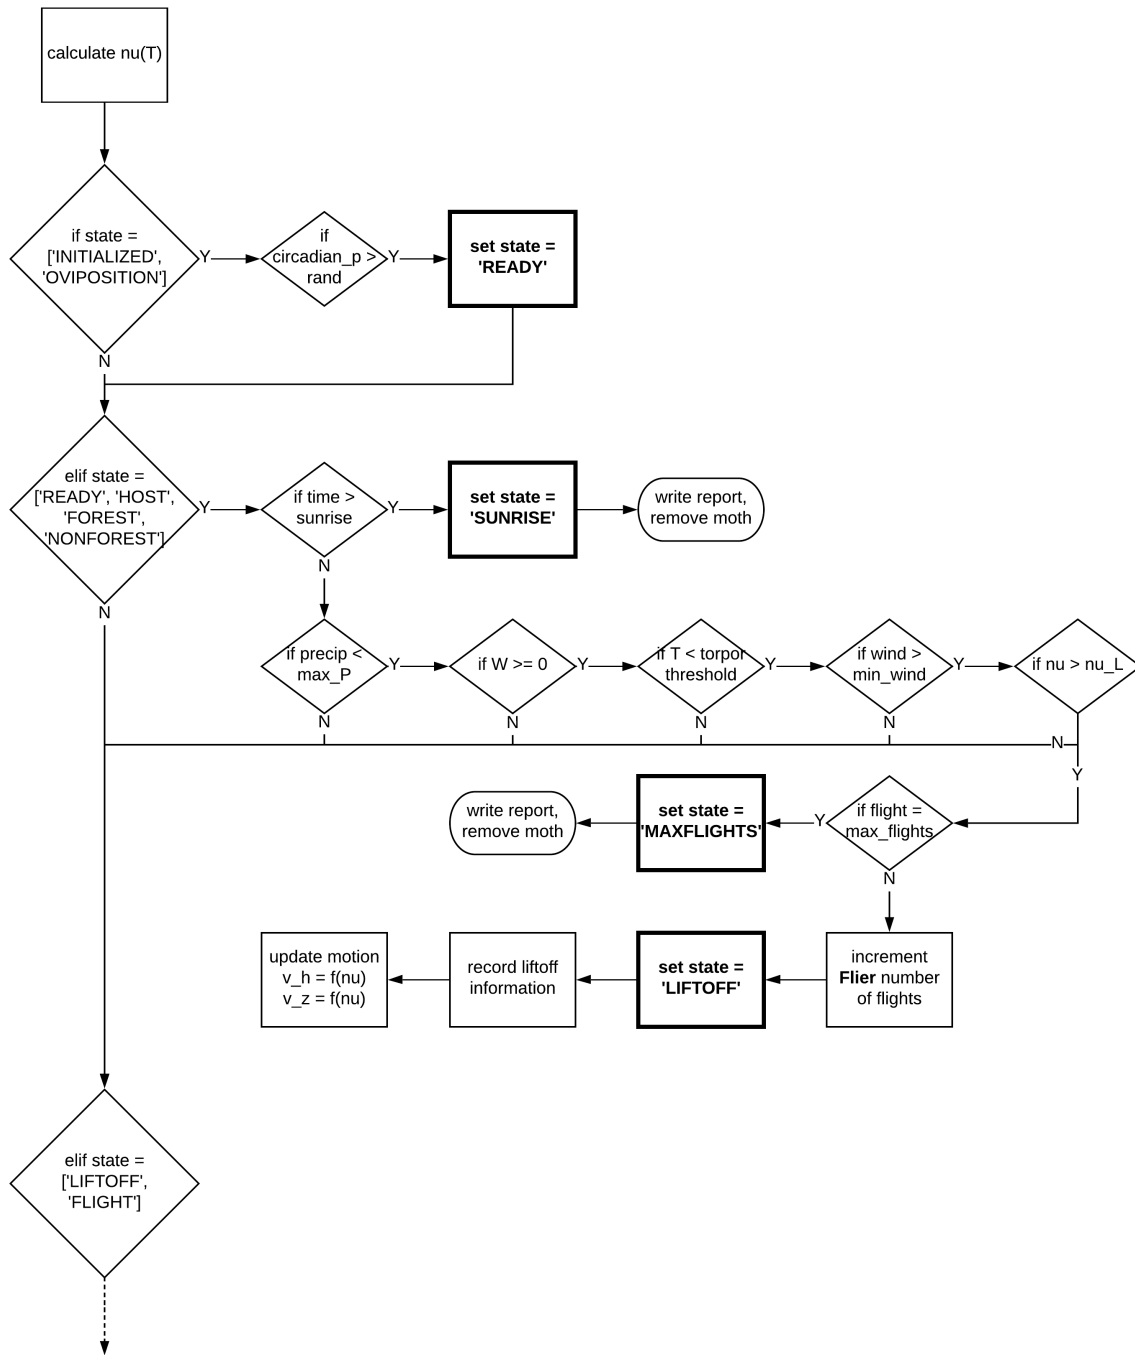 calculate nu(T)
if state =
['INITIALIZED',
'OVIPOSITION']
Y
if
circadian_p >
rand
Y
set state =
'READY'
N
elif state =
['READY', 'HOST',
'FOREST',
'NONFOREST']
Y
if time >
sunrise
Y
set state =
'SUNRISE'
write report,
remove moth
N
N
if precip <
max_P
Y
if W >= 0
Y
if T < torpor
threshold
Y
if wind >
min_wind
Y
if nu > nu_L
N
N
N
N
N
Y
write report,
remove moth
set state =
'MAXFLIGHTS'
Y
if flight =
max_flights
N
update motion
v_h = f(nu)
v_z = f(nu)
record liftoff
information
set state =
'LIFTOFF'
increment
Flier number
of flights
elif state =
['LIFTOFF',
'FLIGHT']